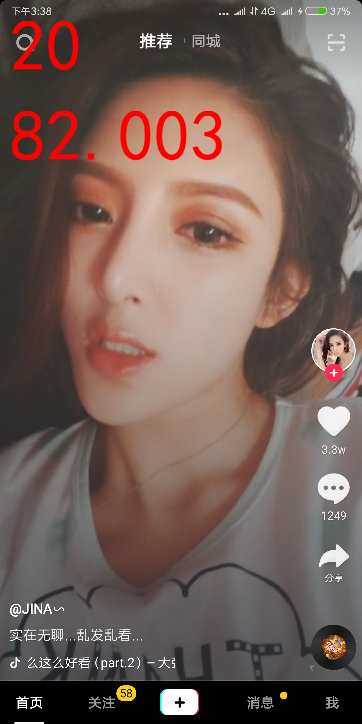 下午3:38
... 4G 37%
20
推荐
同城
82.003
3.3w
1249
分享
@JINA
实在无聊...乱发乱看...
么这么好看 ( part.2 ) – 大
首页
关注
58
消息
我